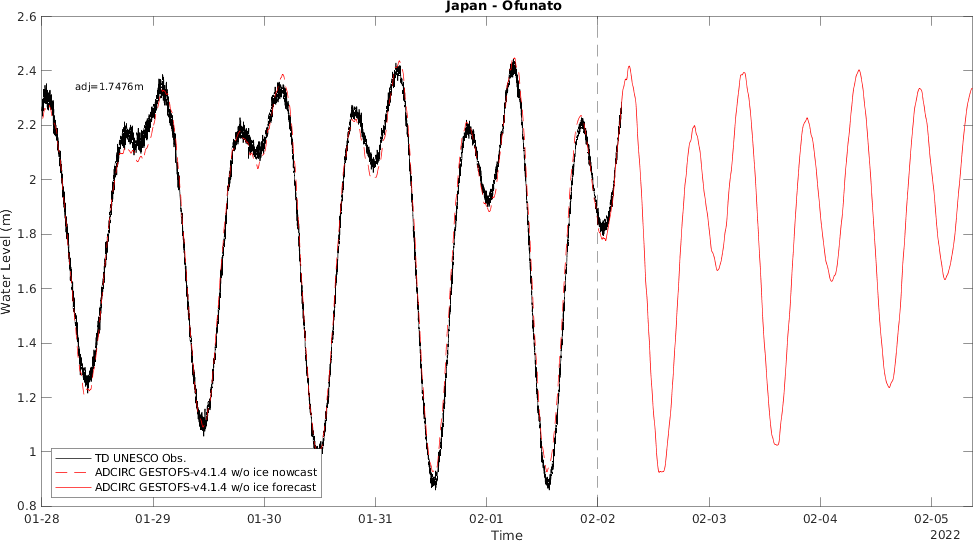 Japan - Ofunato
2.6
2.4
2.2
2
1.8
1.6
1.4
1.2
1
0.8
Water Level (m)
adj=1.7476m
TD UNESCO Obs.
ADCIRC GESTOFS-v4.1.4 w/o ice nowcast
ADCIRC GESTOFS-v4.1.4 w/o ice forecast
01-28 01-29 01-30 01-31 02-01 02-02 02-03 02-04 02-05
Time
2022